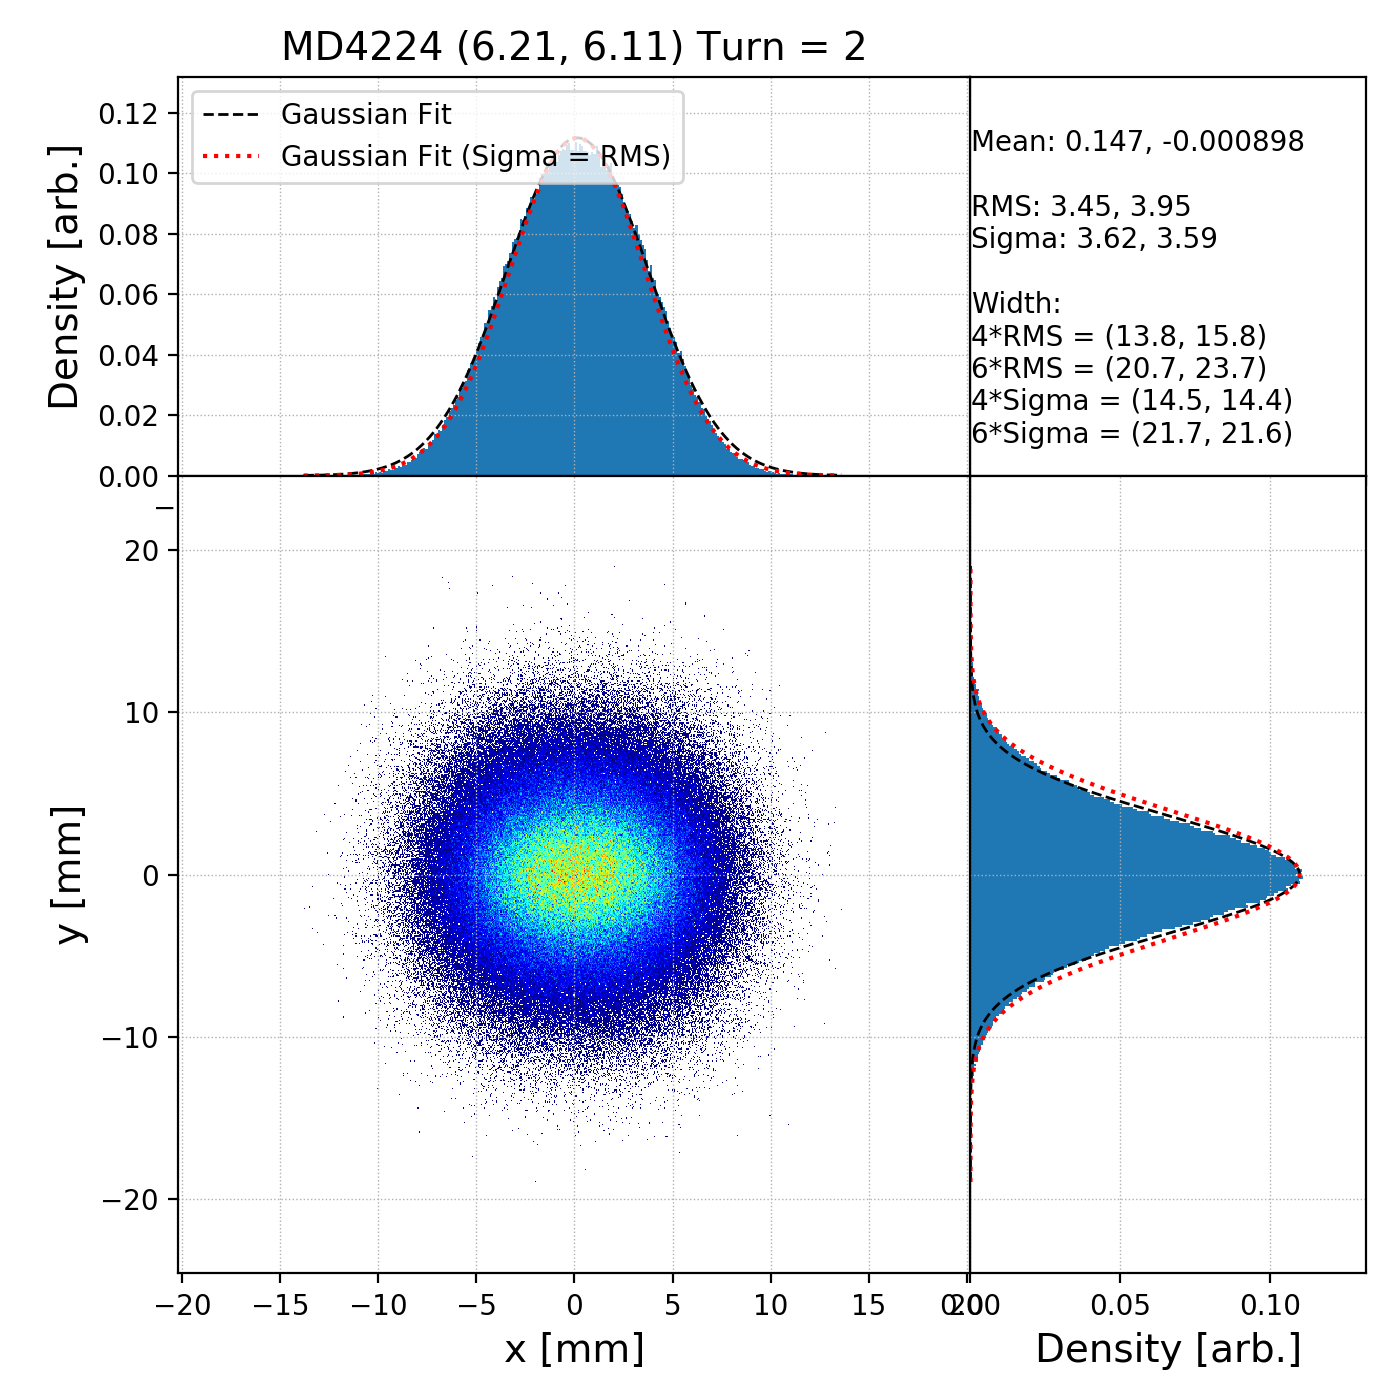 MD4224 (6.21, 6.11) Turn = 2
Gaussian Fit
Gaussian Fit (Sigma = RMS)
Density [arb.]
0.12
0.10
0.08
0.06
0.04
0.02
0.00
Mean: 0.147, -0.000898
RMS: 3.45, 3.95
Sigma: 3.62, 3.59
Width:
4*RMS = (13.8, 15.8)
6*RMS = (20.7, 23.7)
4*Sigma = (14.5, 14.4)
6*Sigma = (21.7, 21.6)
y [mm]
20
10
0
−10
−20
−20 −15 −10 −5 0 5 10 15 20
x [mm]
0.00 0.05 0.10
Density [arb.]